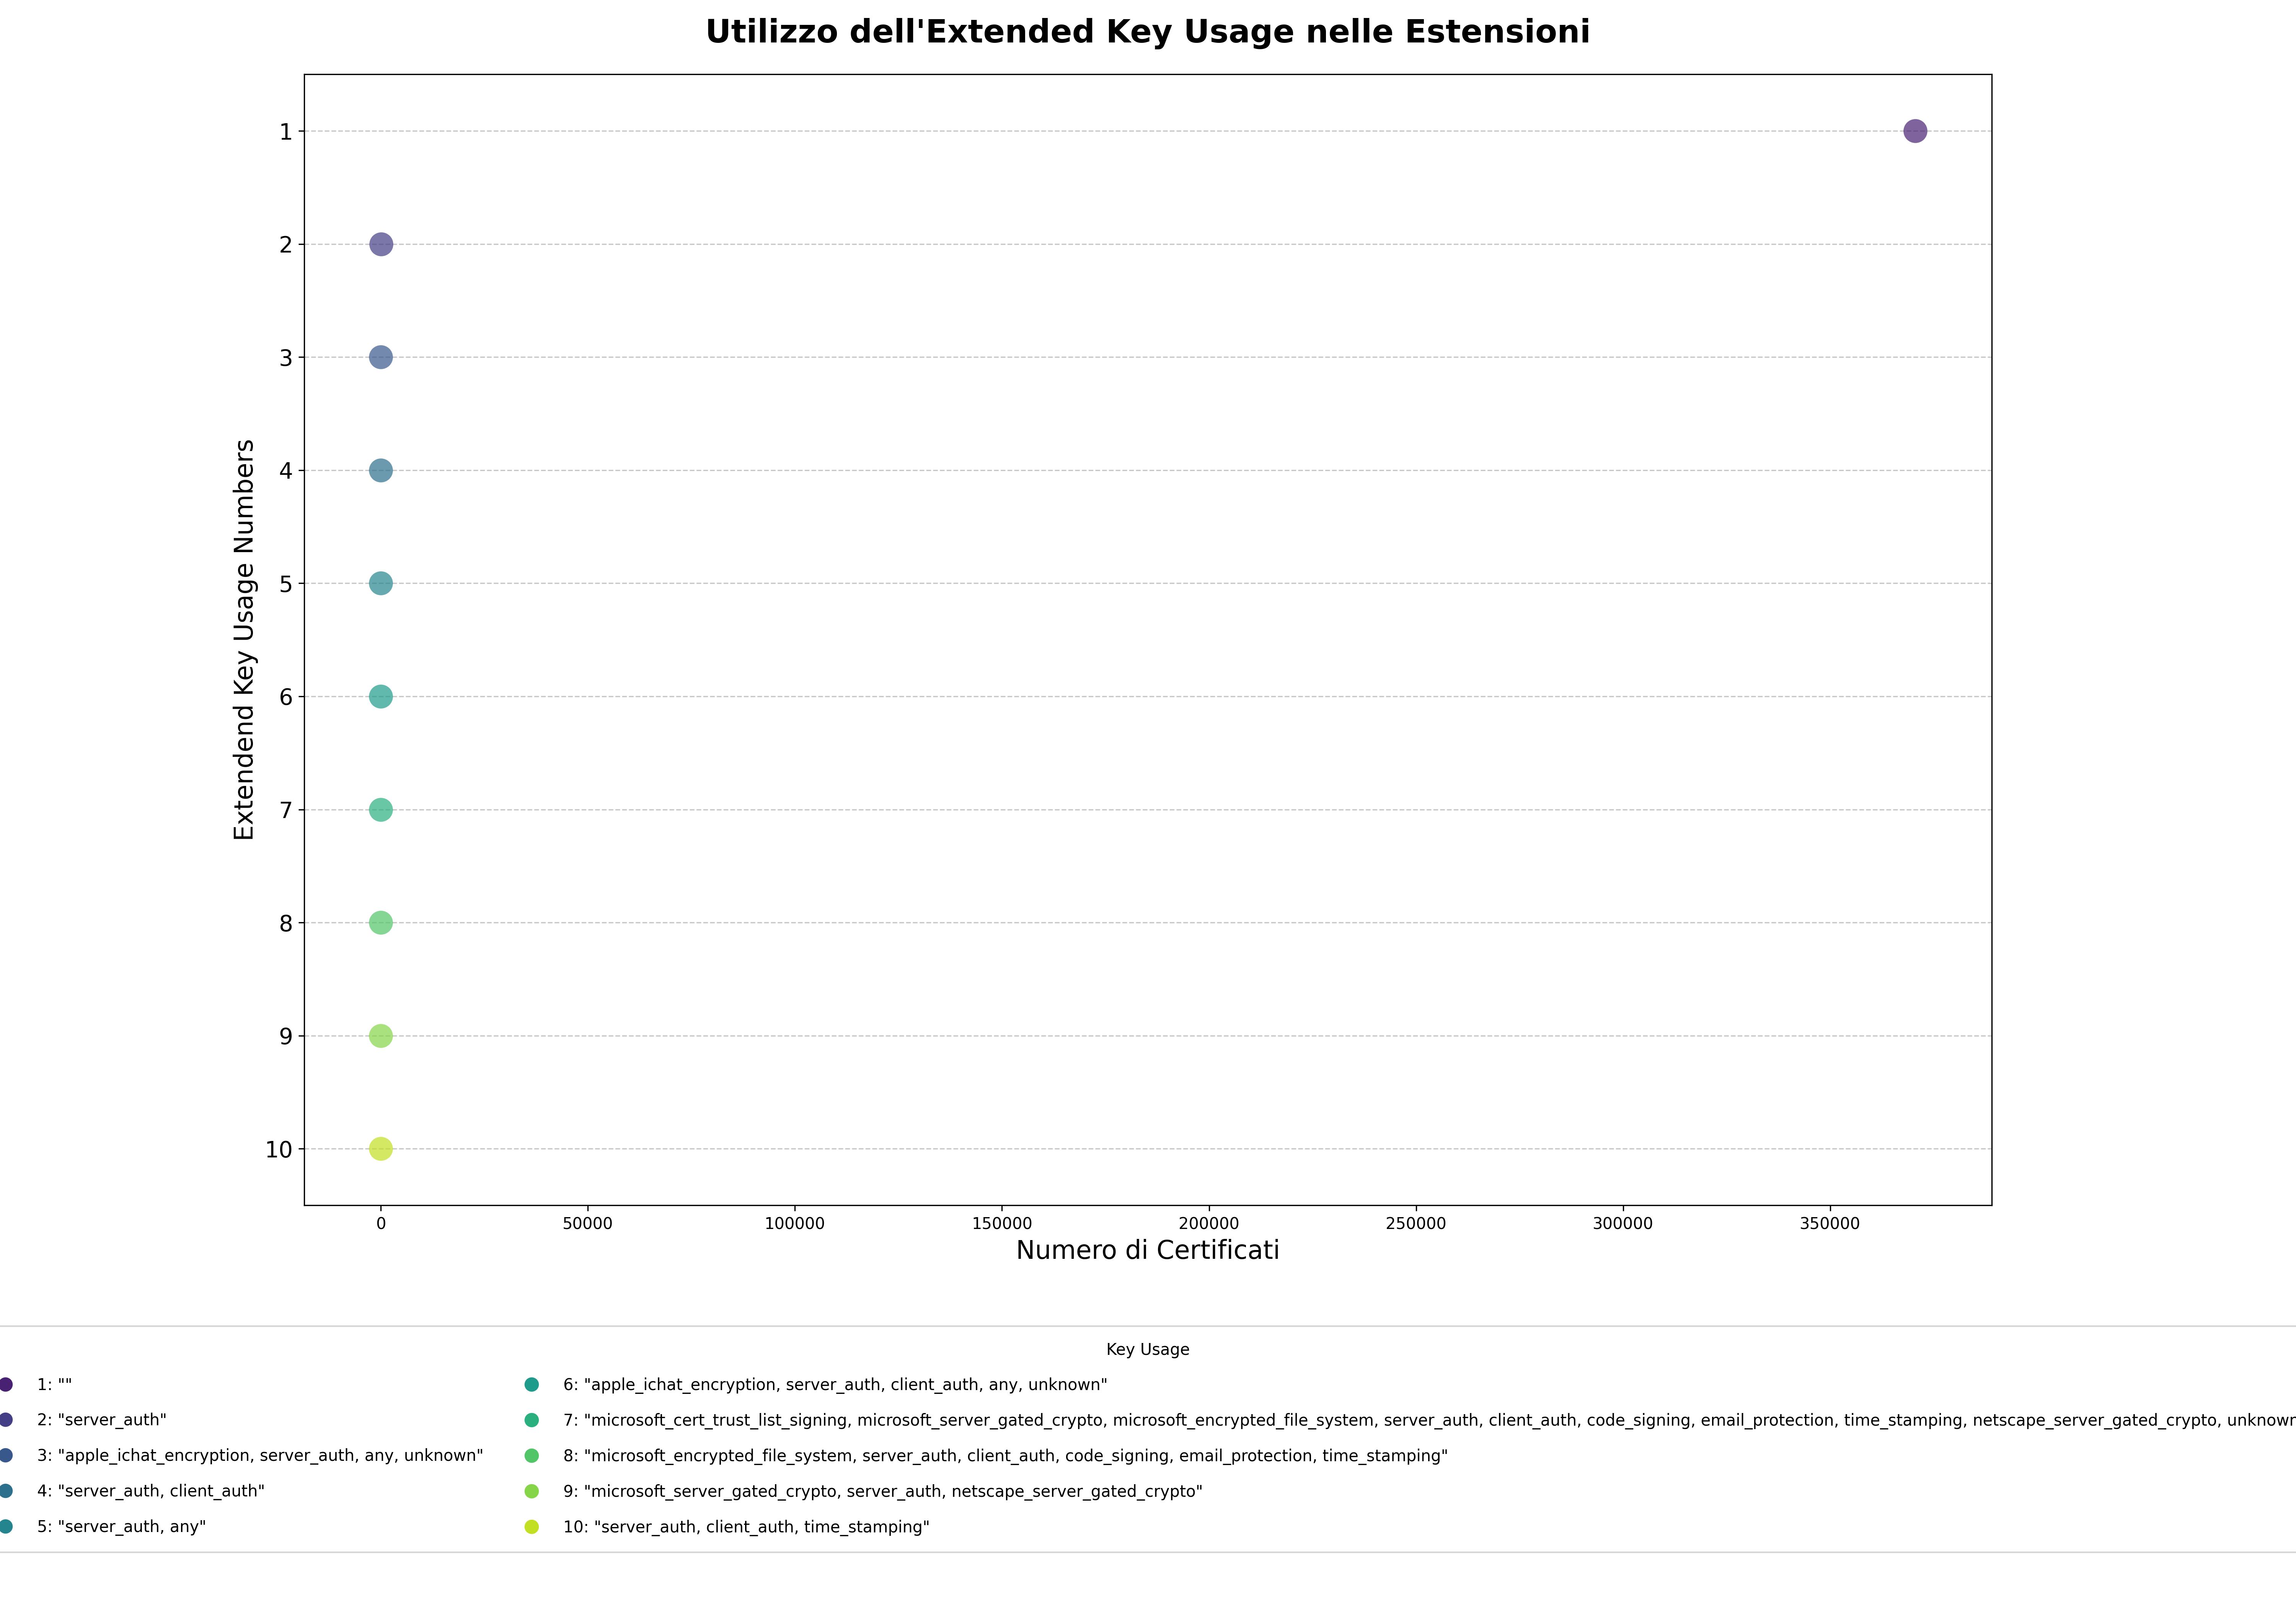 Utilizzo dell'Extended Key Usage nelle Estensioni
Extendend Key Usage Numbers
1
2
3
4
5
6
7
8
9
10
0 50000 100000 150000 200000 250000 300000 350000
Numero di Certificati
Key Usage
1: ""
2: "server_auth"
3: "apple_ichat_encryption, server_auth, any, unknown"
4: "server_auth, client_auth"
5: "server_auth, any"
6: "apple_ichat_encryption, server_auth, client_auth, any, unknown"
7: "microsoft_cert_trust_list_signing, microsoft_server_gated_crypto, microsoft_encrypted_file_system, server_auth, client_auth, code_signing, email_protection, time_stamping, netscape_server_gated_crypto, unknown
8: "microsoft_encrypted_file_system, server_auth, client_auth, code_signing, email_protection, time_stamping"
9: "microsoft_server_gated_crypto, server_auth, netscape_server_gated_crypto"
10: "server_auth, client_auth, time_stamping"